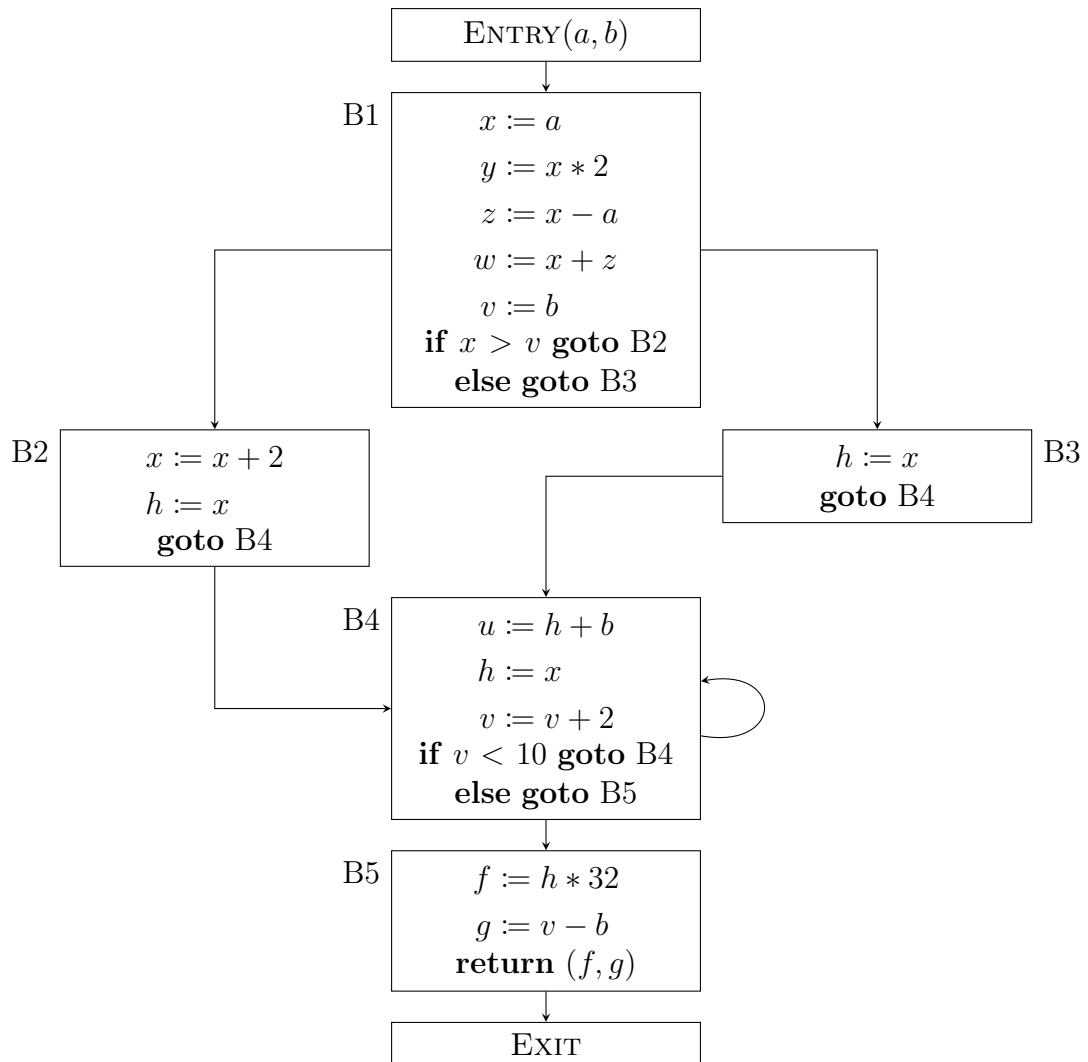 ENTRY(a, b)
B1
x := a
y := x * 2
z := x − a
w := x + z
v := b
if x > v goto B2
else goto B3
B2
x := x + 2
h := x
goto B4
B3
h := x
goto B4
B4
u := h + b
h := x
v := v + 2
if v < 10 goto B4
else goto B5
B5
f := h * 32
g := v − b
return (f, g)
EXIT